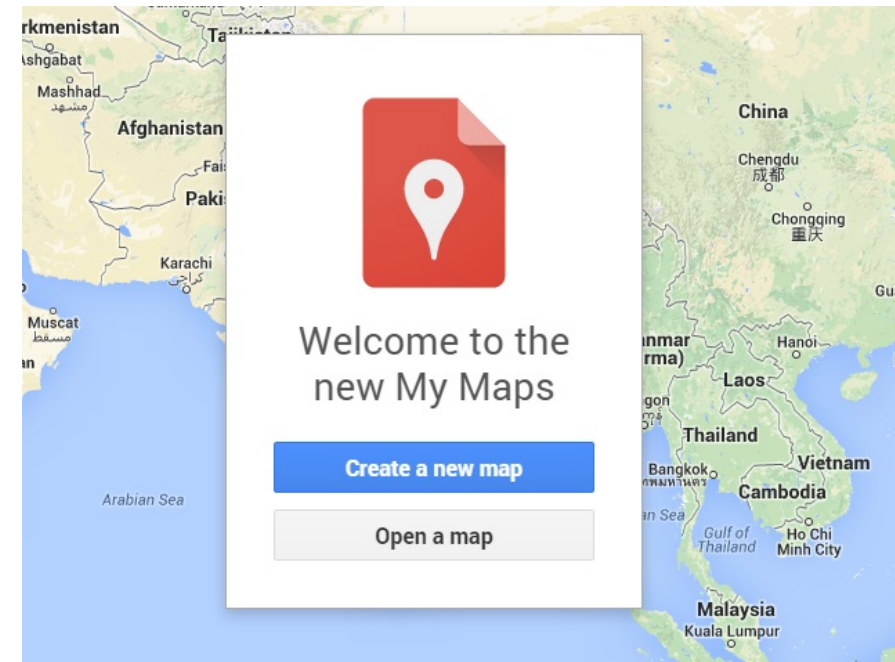 rkmenistan
Ashgabat
Mashhad
مشهد
Afghanistan
Karachi
كراچی
Muscat
مسقط
Arabian Sea
Welcome to the
new My Maps
Create a new map
Open a map
China
Chengdu
成都
Chongqing
重庆
Hanoi
Laos
Thailand
Bangkok
Vietnam
Cambodia
Gulf of
Thailand
Ho Chi
Minh City
Malaysia
Kuala Lumpur